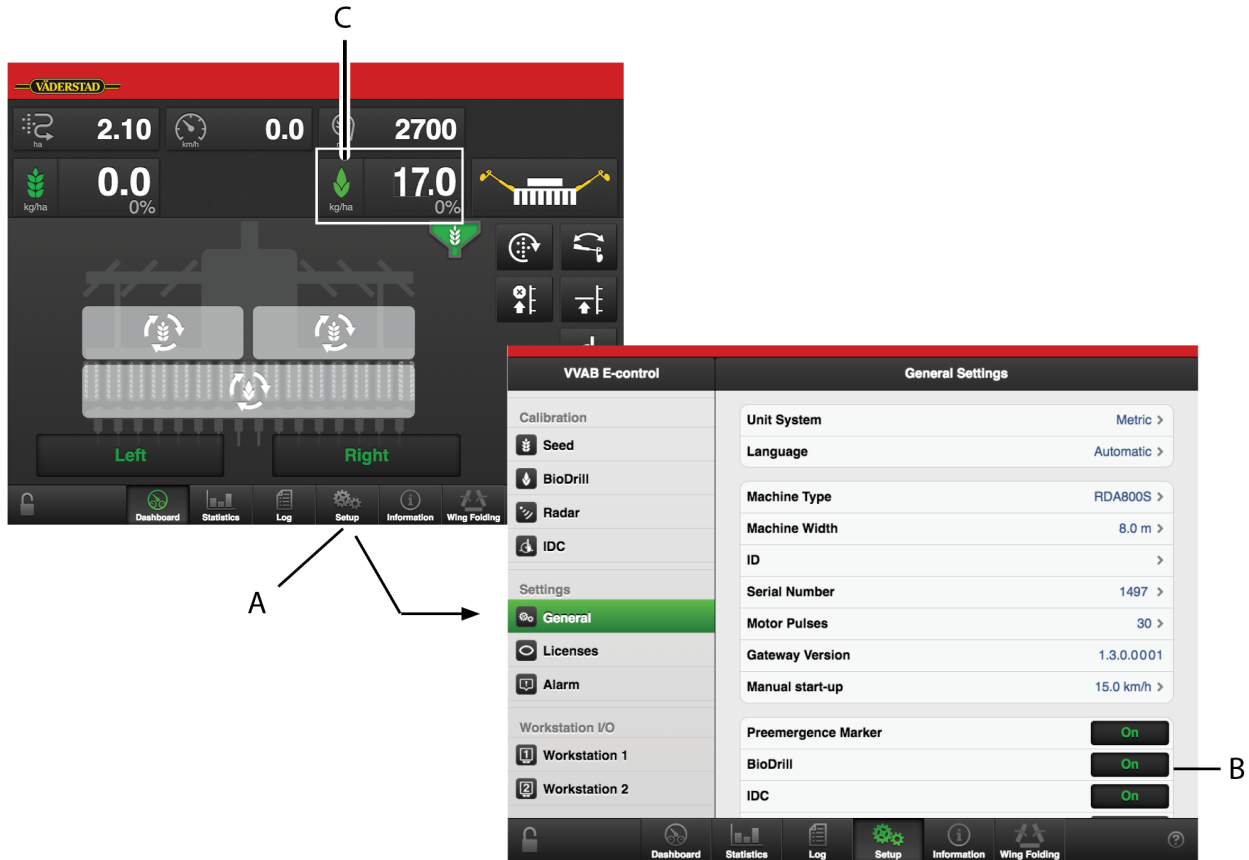 C
VÄDERSTAD
2.10 0.0 2700
ha km/h
0.0 17.0
kg/ha 0% kg/ha 0%
Left Right
Dashboard Statistics Log Setup Information Wing Folding
A
VVAB E-control General Settings
Calibration
Seed
BioDrill
Radar
IDC
Settings
General
Licenses
Alarm
Workstation I/O
1 Workstation 1
2 Workstation 2
Unit System Metric >
Language Automatic >
Machine Type RDA800S >
Machine Width 8.0 m >
ID >
Serial Number 1497 >
Motor Pulses 30 >
Gateway Version 1.3.0.0001
Manual start-up 15.0 km/h >
Preemergence Marker On
BioDrill On
IDC On
B
Dashboard Statistics Log Setup Information Wing Folding ?